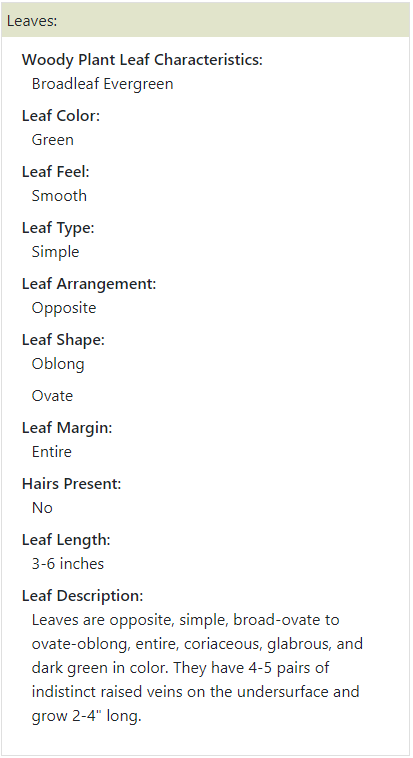 Leaves:
Woody Plant Leaf Characteristics:
Broadleaf Evergreen
Leaf Color:
Green
Leaf Feel:
Smooth
Leaf Type:
Simple
Leaf Arrangement:
Opposite
Leaf Shape:
Oblong
Ovate
Leaf Margin:
Entire
Hairs Present:
No
Leaf Length:
3-6 inches
Leaf Description:
Leaves are opposite, simple, broad-ovate to
ovate-oblong, entire, coriaceous, glabrous, and
dark green in color. They have 4-5 pairs of
indistinct raised veins on the undersurface and
grow 2-4" long.